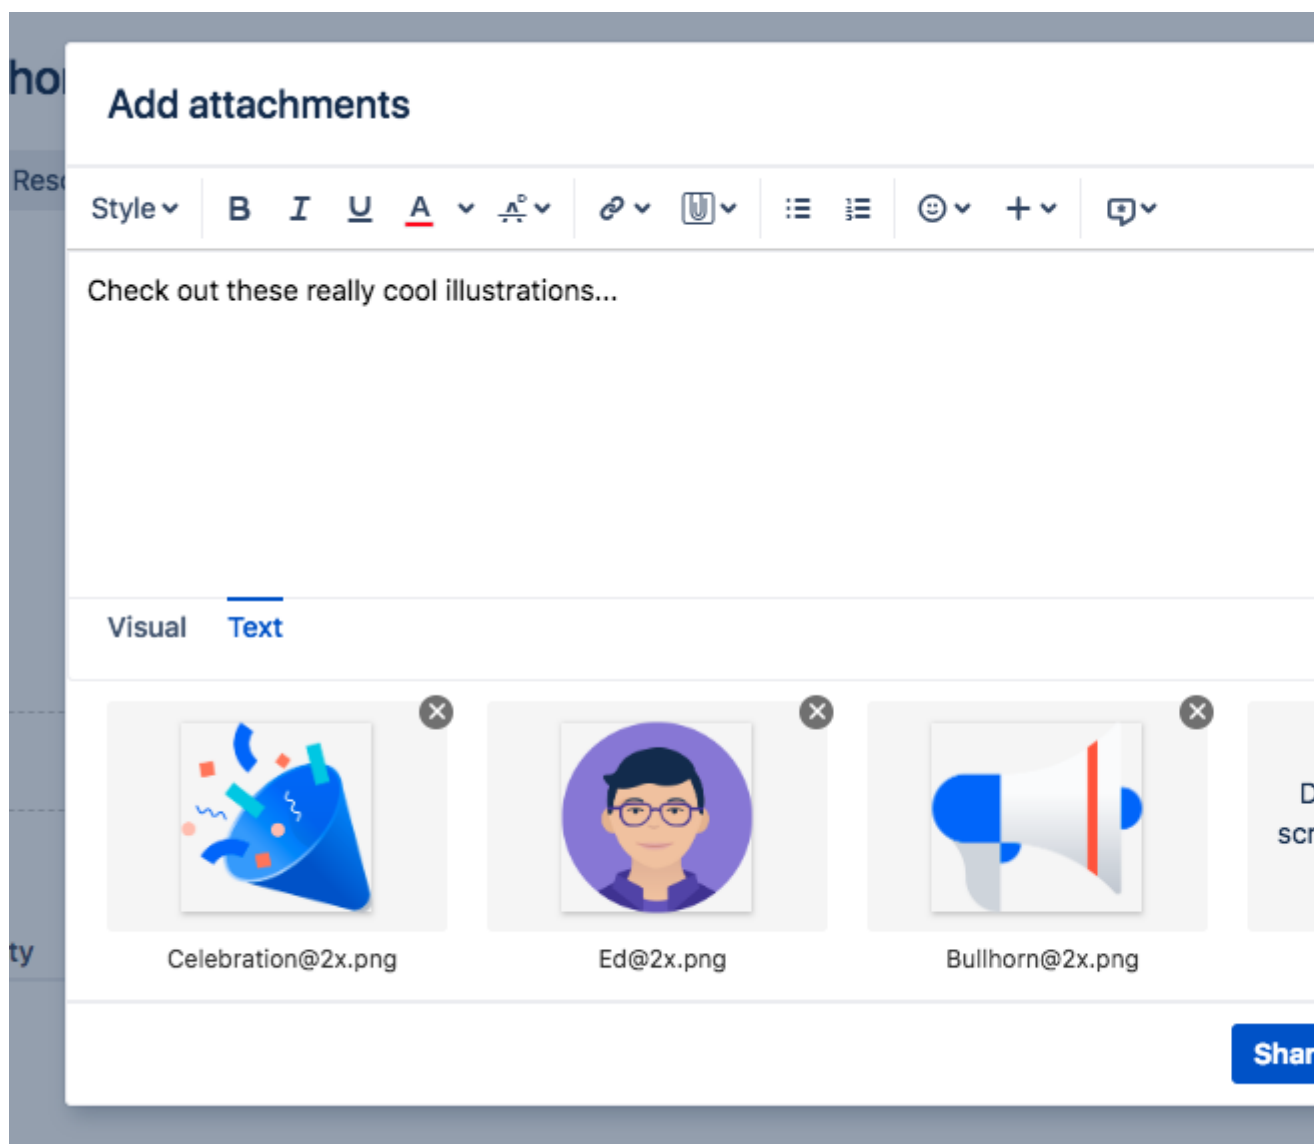 Add attachments
Style
Check out these really cool illustrations...
Visual Text
Celebration@2x.png
Ed@2x.png
Bullhorn@2x.png